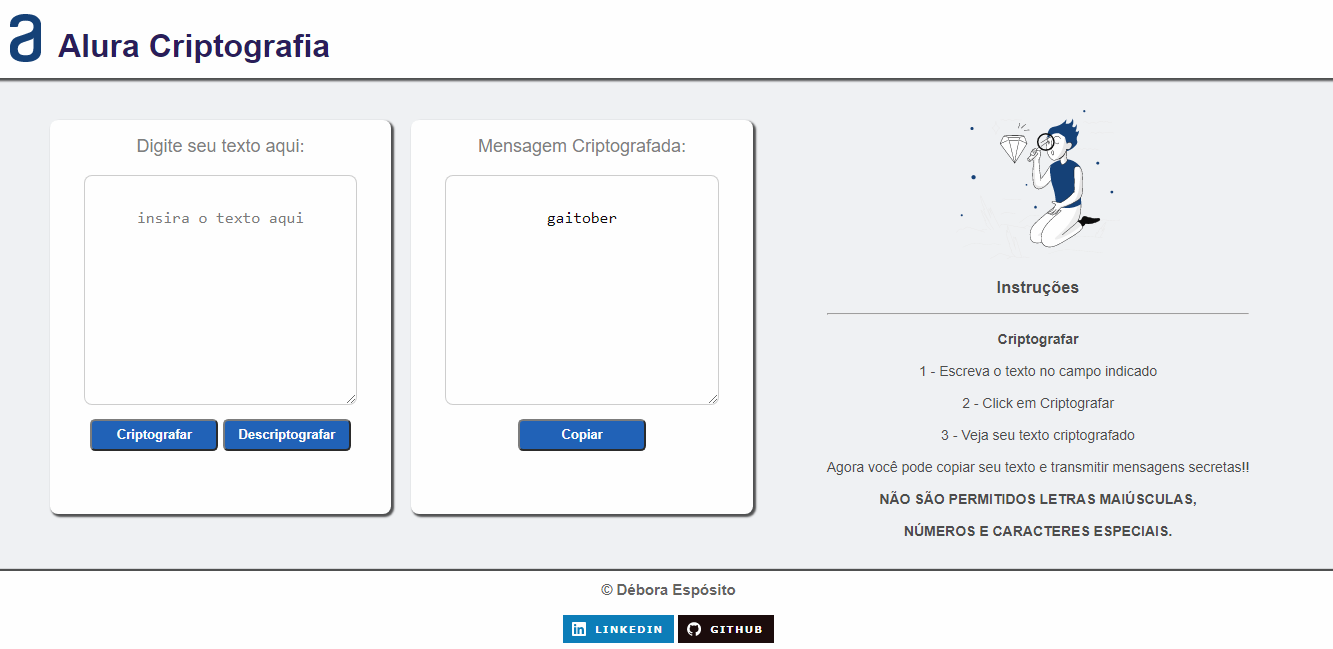 a Alura Criptografia
Digite seu texto aqui:
insira o texto aqui
Criptografar
Descriptografar
Mensagem Criptografada:
gaitober
Copiar
Instruções
Criptografar
1 - Escreva o texto no campo indicado
2 - Click em Criptografar
3 - Veja seu texto criptografado
Agora você pode copiar seu texto e transmitir mensagens secretas!!
NÃO SÃO PERMITIDOS LETRAS MAIÚSCULAS,
NÚMEROS E CARACTERES ESPECIAIS.
© Débora Espósito
in LINKEDIN
GITHUB